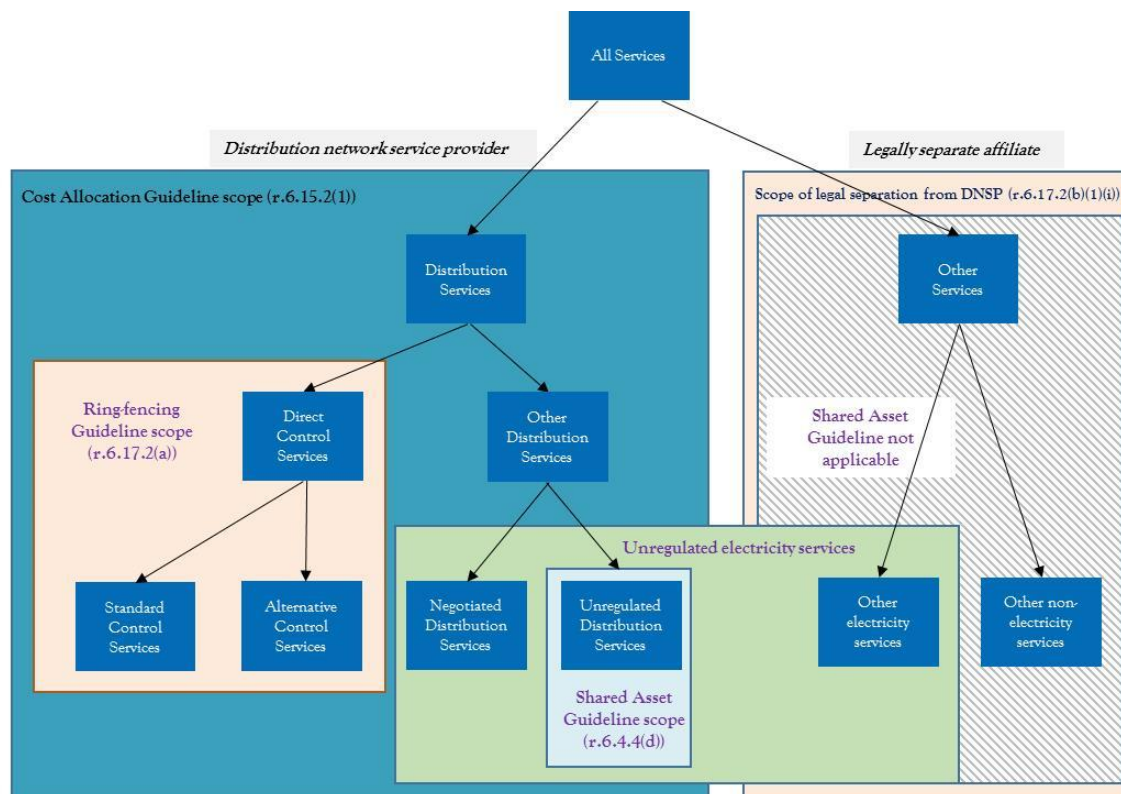 All Services
Distribution network service provider
Legally separate affiliate
Cost Allocation Guideline scope (r.6.15.2(1))
Scope of legal separation from DNSP (r.6.17.2(b)(1)(i))
Distribution
Services
Other
Services
Ring-fencing
Guideline scope
(r.6.17.2(a))
Direct
Control
Services
Other
Distribution
Services
Shared Asset
Guideline not
applicable
Unregulated electricity services
Standard
Control
Services
Alternative
Control
Services
Negotiated
Distribution
Services
Unregulated
Distribution
Services
Other
electricity
services
Other non-
electricity
services
Shared Asset
Guideline scope
(r.6.4.4(d))